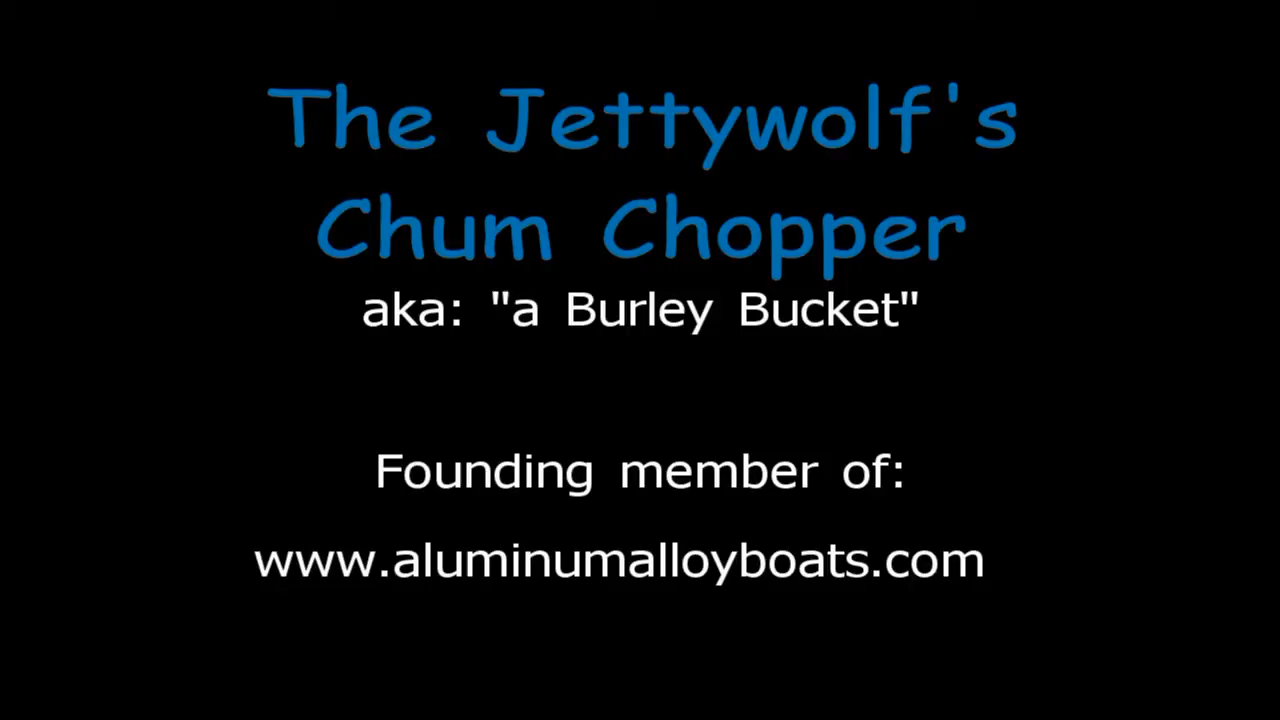 The Jettywolf's
Chum Chopper
aka: "a Burley Bucket"
Founding member of:
www.aluminumalloyboats.com